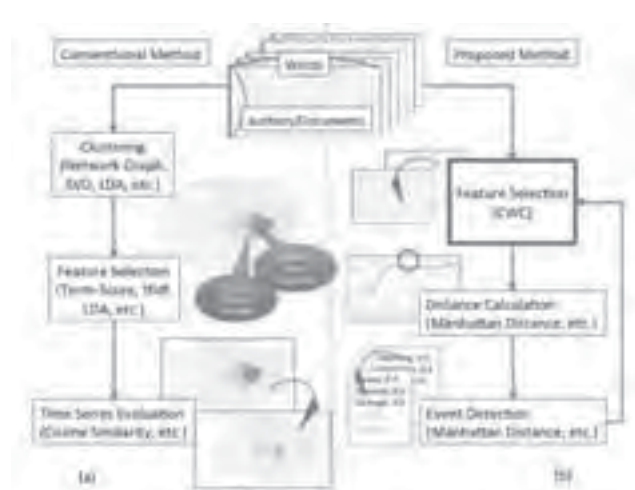 Conventional Method
Proposed Method
Words
Authors/Documents
Clustering
(Network Graph,
SVD, LDA, etc.)
Feature Selection
(CWC)
Feature Selection
(Term-Score, tfidf,
LDA, etc.)
Distance Calculation
(Manhattan Distance, etc.)
Time Series Evaluation
(Cosine Similarity, etc.)
Event Detection
(Manhattan Distance, etc.)
(a)
(b)